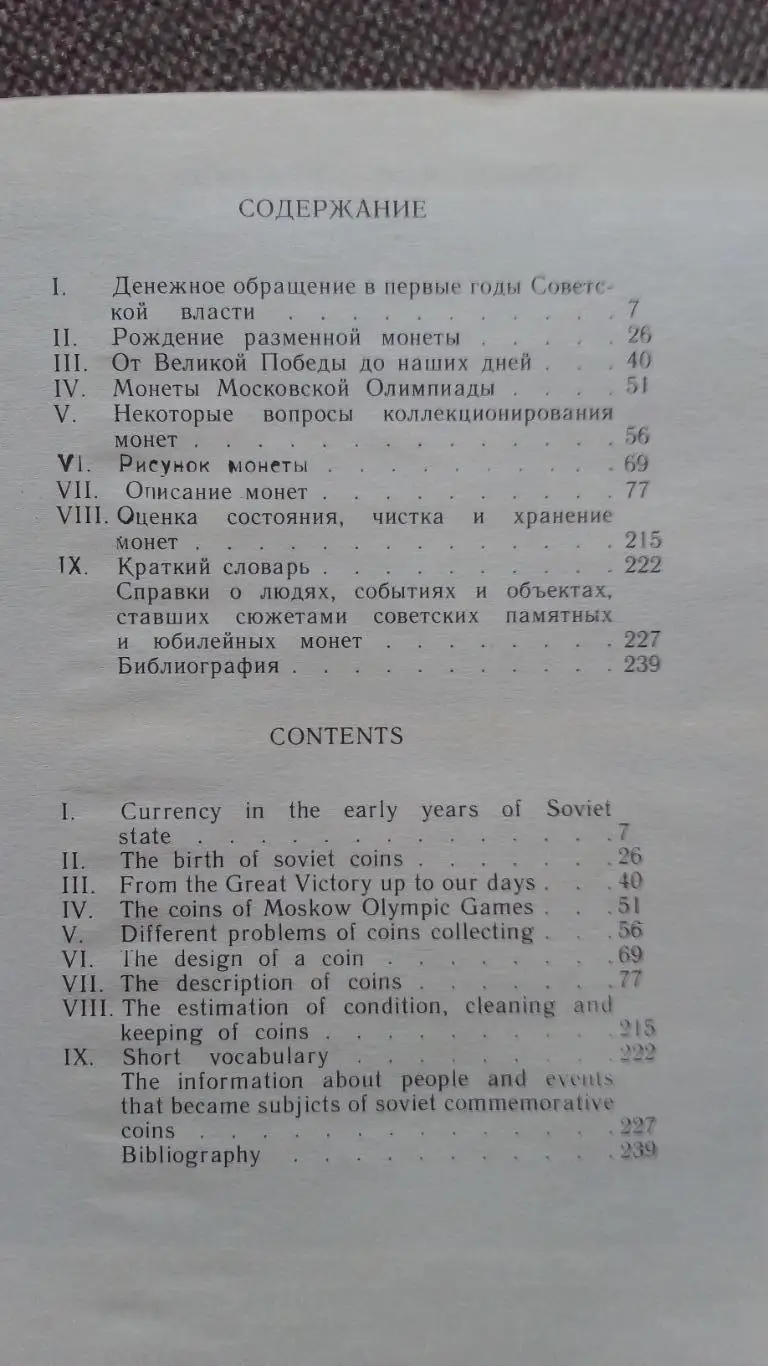 СОДЕРЖАНИЕ
I. Денежное обращение в первые годы Советс-
кой власти . . . . . . . . . . . . 7
II. Рождение разменной монеты . . . . . 26
III. От Великой Победы до наших дней . . . 40
IV. Монеты Московской Олимпиады . . . . 51
V. Некоторые вопросы коллекционирования
монет . . . . . . . . . . . . . . 56
VI. Рисунок монеты . . . . . . . . . . 69
VII. Описание монет . . . . . . . . . . 77
VIII. Оценка состояния, чистка и хранение
монет . . . . . . . . . . . . . . 215
IX. Краткий словарь . . . . . . . . . . 222
Справки о людях, событиях и объектах,
ставших сюжетами советских памятных
и юбилейных монет . . . . . . . . 227
Библиография . . . . . . . . . . . 239
CONTENTS
I. Currency in the early years of Soviet
state . . . . . . . . . . . . . . 7
II. The birth of soviet coins . . . . . . . 26
III. From the Great Victory up to our days . . . 40
IV. The coins of Moskow Olympic Games . . . 51
V. Different problems of coins collecting . . . 56
VI. The design of a coin . . . . . . . . 69
VII. The description of coins . . . . . . . 77
VIII. The estimation of condition, cleaning and
keeping of coins . . . . . . . . . . 215
IX. Short vocabulary . . . . . . . . . 222
The information about people and events
that became subjicts of soviet commemorative
coins . . . . . . . . . . . . . . 227
Bibliography . . . . . . . . . . . 239